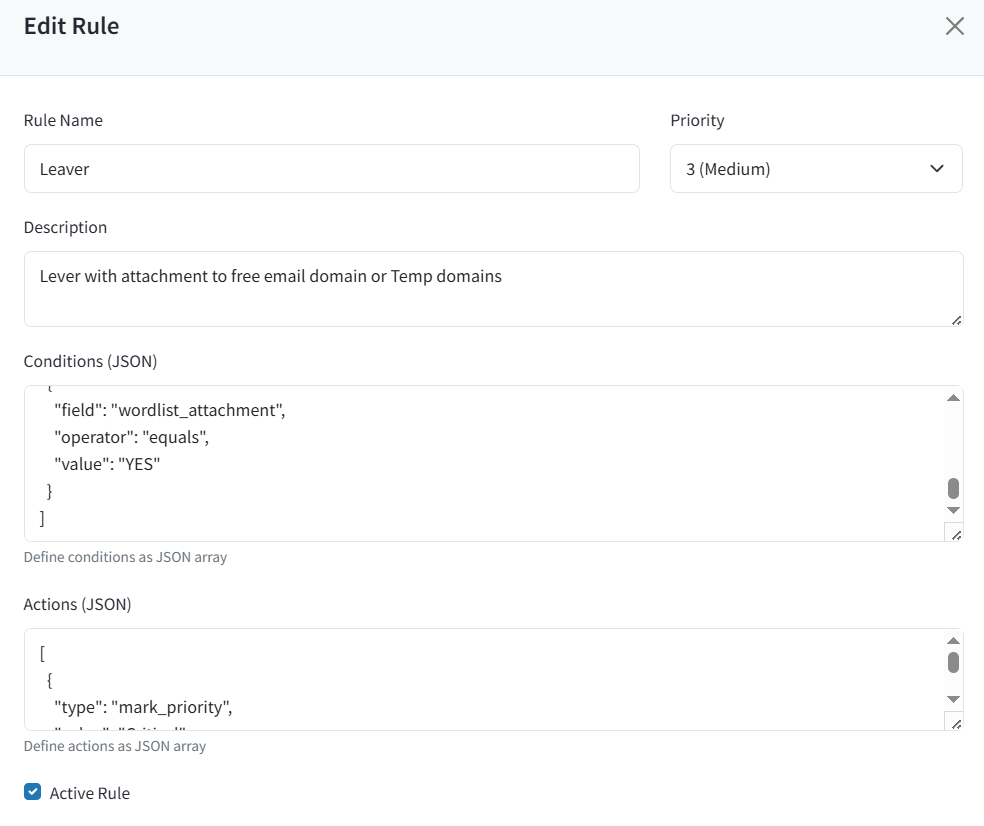 Edit Rule
Rule Name
Priority
Leaver
3 (Medium)
Description
Lever with attachment to free email domain or Temp domains
Conditions (JSON)
"field": "wordlist_attachment",
"operator": "equals",
"value": "YES"
}
]
Define conditions as JSON array
Actions (JSON)
[
{
"type": "mark_priority",
Define actions as JSON array
Active Rule